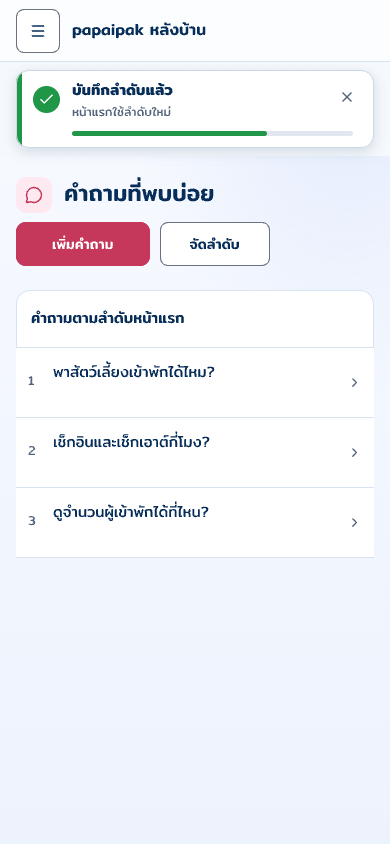 papaipak หลังบ้าน
บันทึกลำดับแล้ว
หน้าแรกใช้ลำดับใหม่
คำถามที่พบบ่อย
เพิ่มคำถาม
จัดลำดับ
คำถามตามลำดับหน้าแรก
1 พาสัตว์เลี้ยงเข้าพักได้ไหม?
2 เช็กอินและเช็กเอาต์กี่โมง?
3 ดูจำนวนผู้เข้าพักได้ที่ไหน?